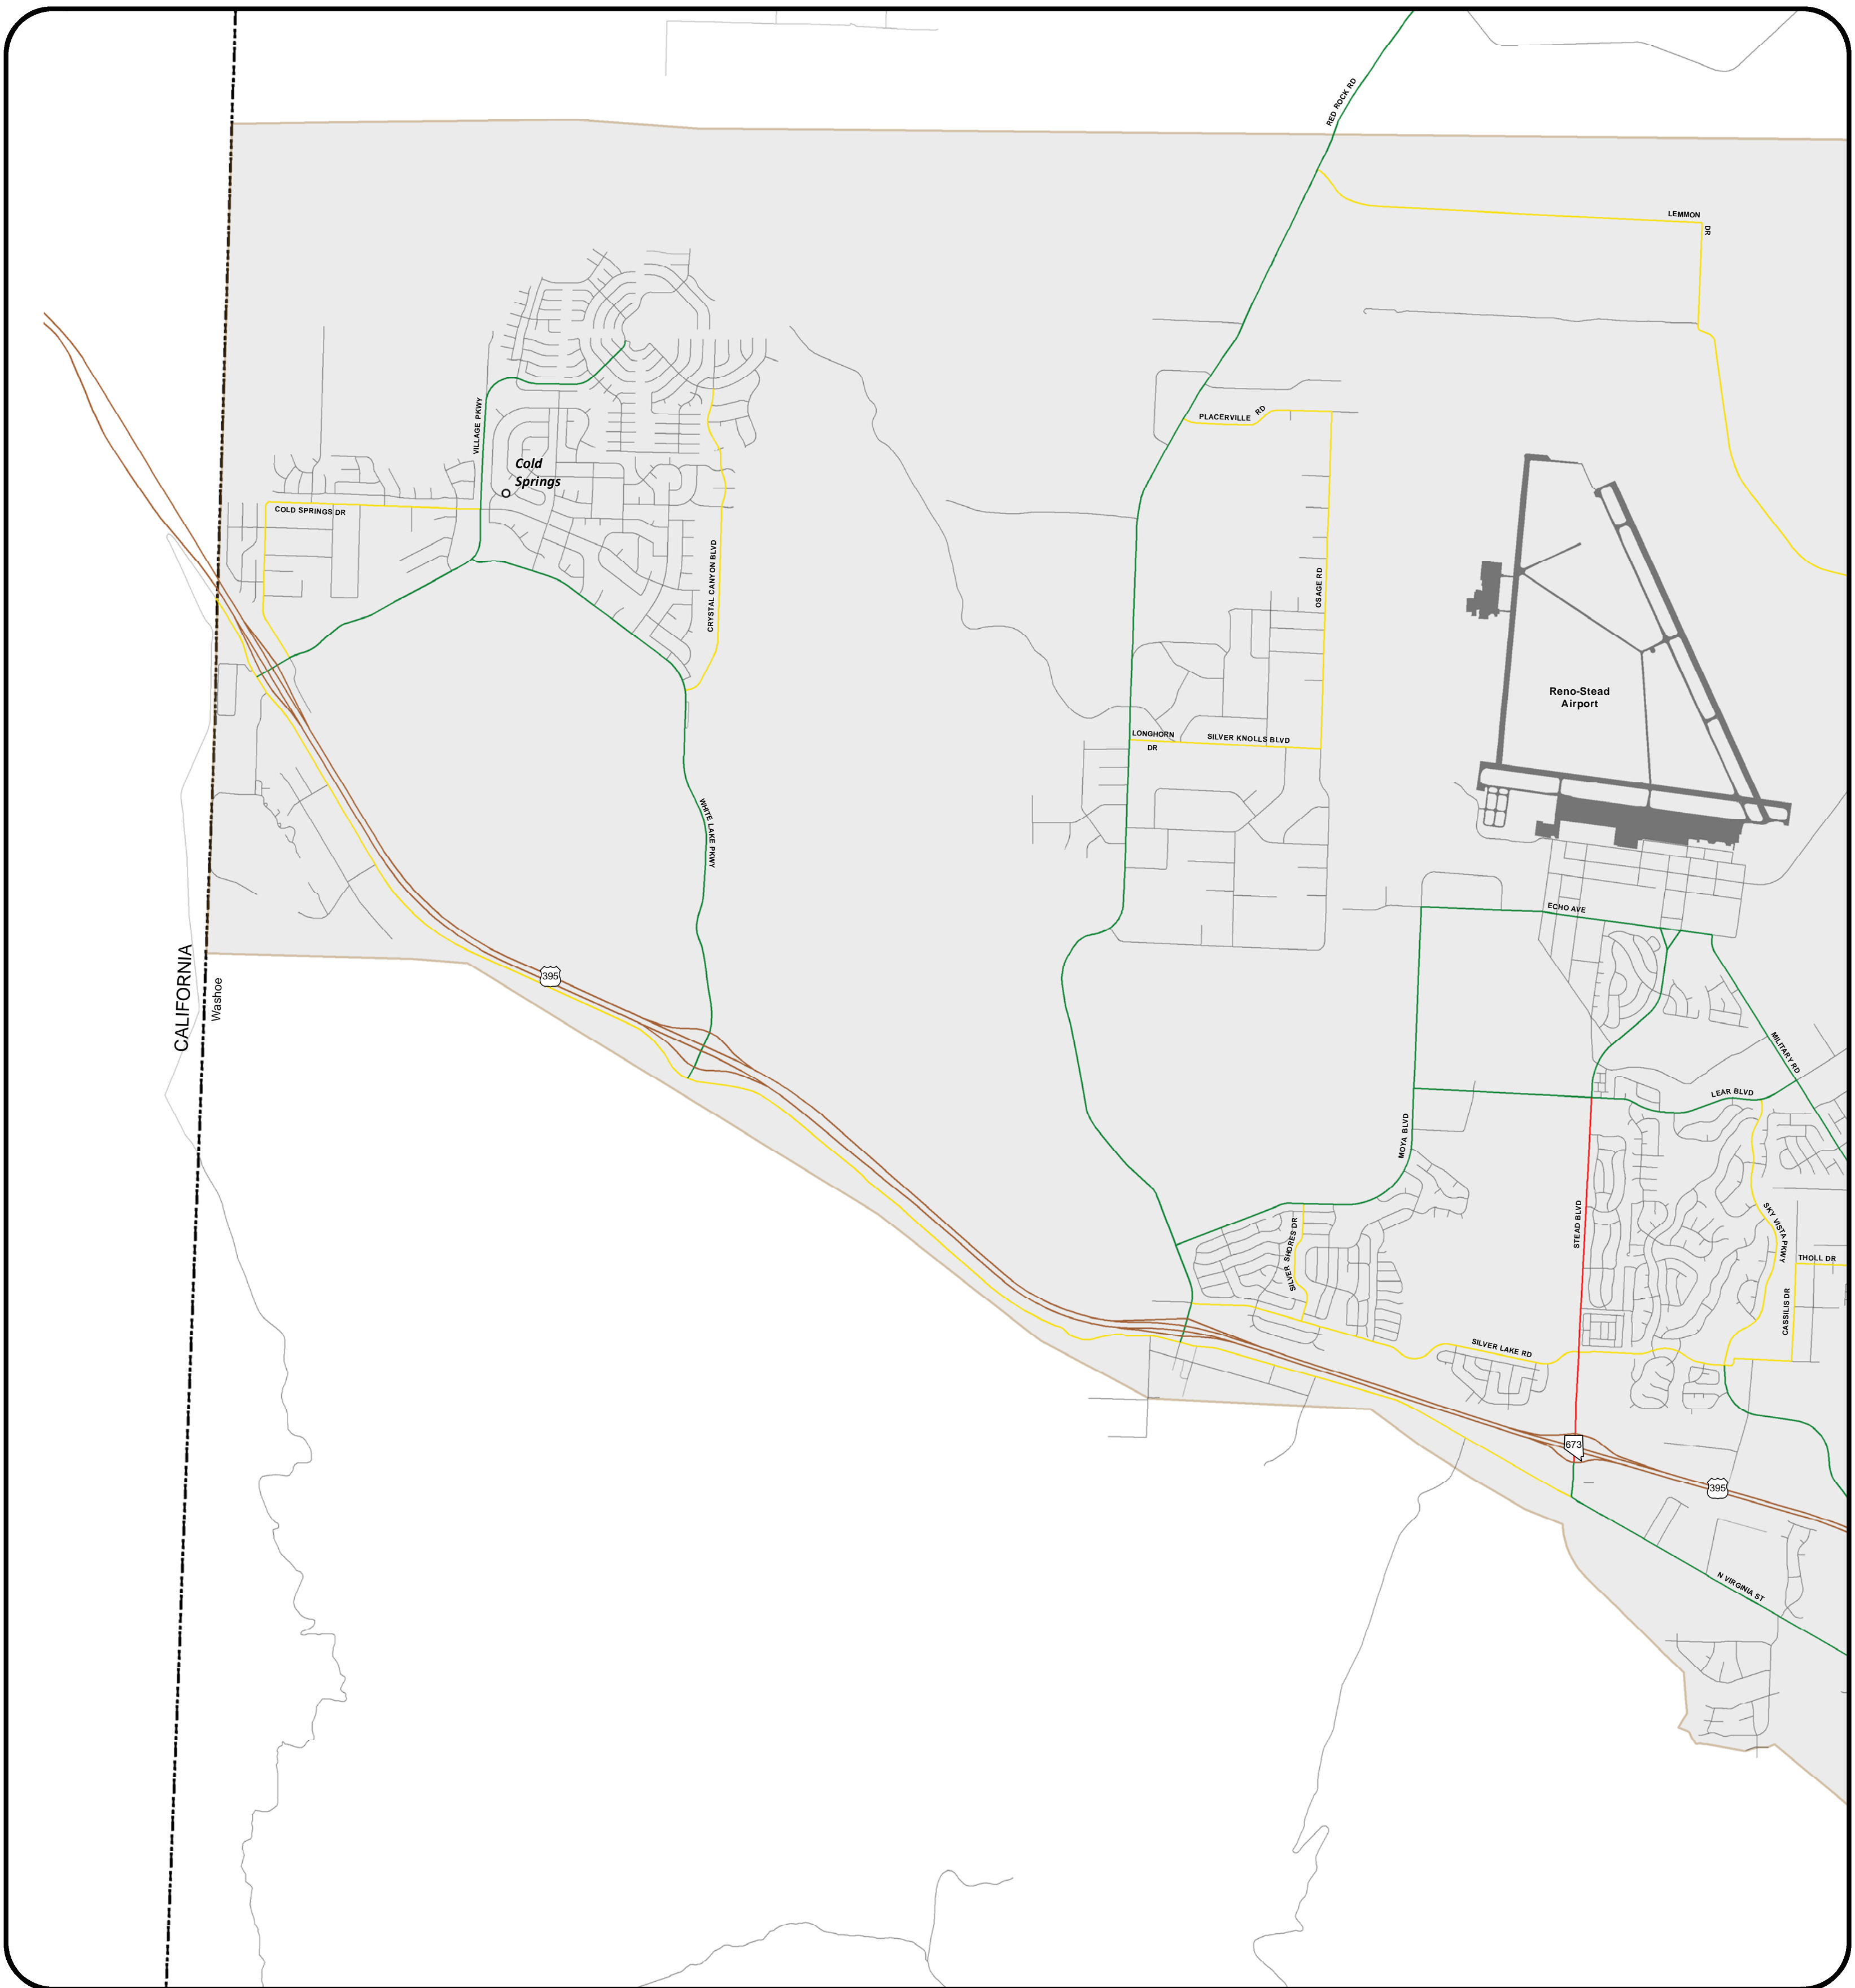 RED ROCK RD
LEMMON
DR
VILLAGE PKWY
PLACERVILLE RD
Cold
Springs
COLD SPRINGS DR
CRYSTAL CANYON BLVD
OSAGE RD
Reno-Stead
Airport
LONGHORN
DR
SILVER KNOLLS BLVD
WHITE LAKE PKWY
ECHO AVE
395
CALIFORNIA
Washoe
MILITARY RD
LEAR BLVD
MOYA BLVD
STEAD BLVD
SKY VISTA PKWY
SILVER SHORES DR
THOLL DR
CASSILIS DR
SILVER LAKE RD
673
395
N VIRGINIA ST